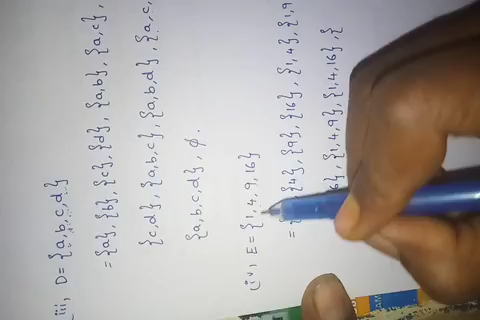 (iii, D = {a,b,c,d}
= {a}, {b}, {c}, {d}, {a,b}, {a,c},
{c,d}, {a,b,c}, {a,b,d}, {a,c,
{a,b,c,d}, ∅.
(iv, E = {1,4,9,16}
= {4}, {9}, {16}, {1,4}, {1,9
{1,4,9}, {1,4,16}, {